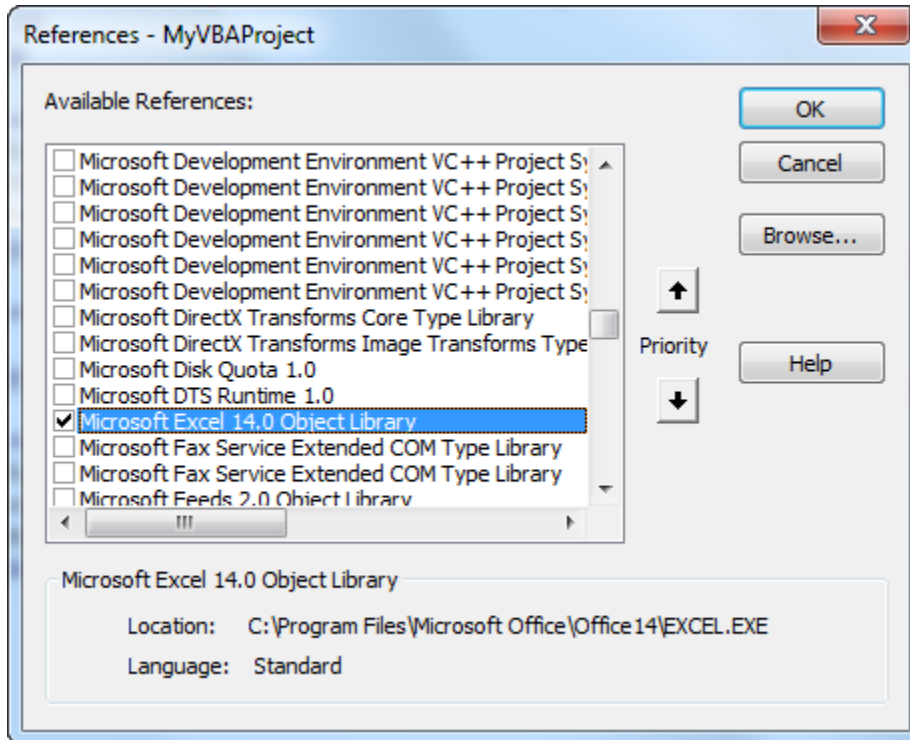 References - MyVBAProject
Available References:
OK
Cancel
Browse...
Help
Microsoft Development Environment VC++ Project Sy
Microsoft Development Environment VC++ Project Sy
Microsoft Development Environment VC++ Project Sy
Microsoft Development Environment VC++ Project Sy
Microsoft Development Environment VC++ Project Sy
Microsoft Development Environment VC++ Project Sy
Microsoft DirectX Transforms Core Type Library
Microsoft DirectX Transforms Image Transforms Type
Microsoft Disk Quota 1.0
Microsoft DTS Runtime 1.0
Microsoft Excel 14.0 Object Library
Microsoft Fax Service Extended COM Type Library
Microsoft Fax Service Extended COM Type Library
Microsoft Feeds 2.0 Object Library
Priority
Microsoft Excel 14.0 Object Library
Location: C:\Program Files\Microsoft Office\Office14\EXCEL.EXE
Language: Standard